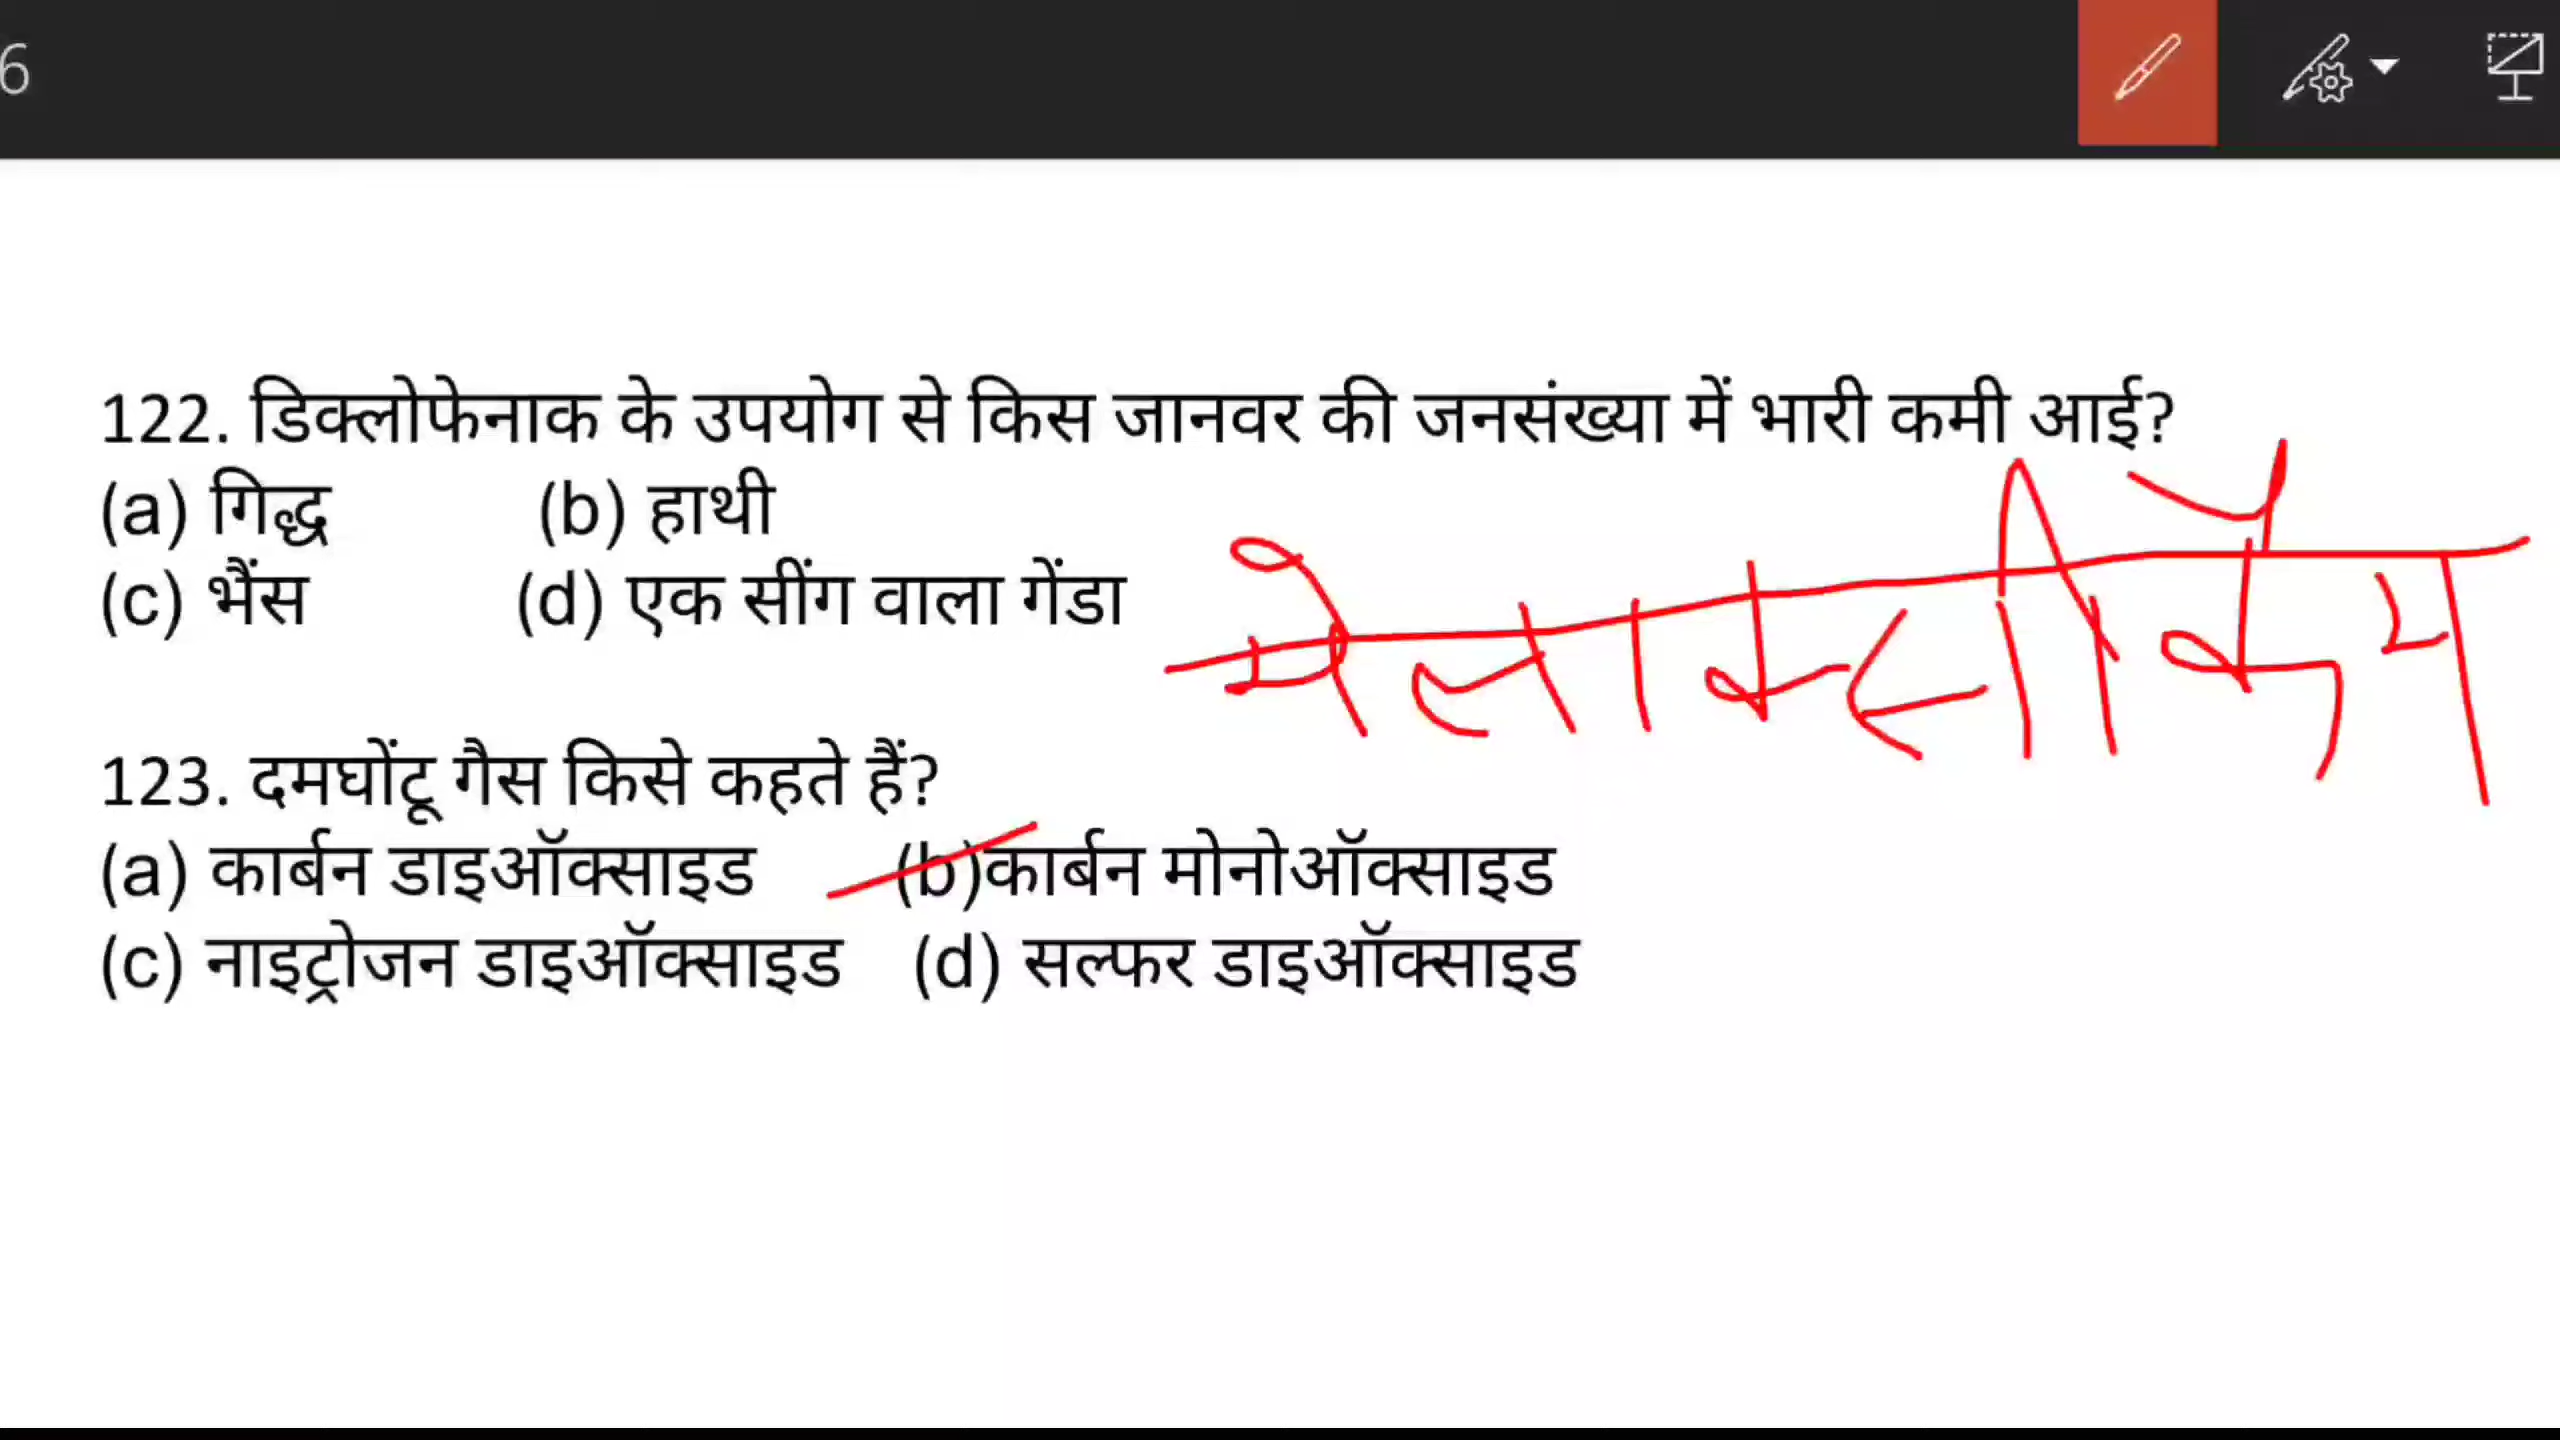 6
122. डिक्लोफेनाक के उपयोग से किस जानवर की जनसंख्या में भारी कमी आई?
(a) गिद्ध (b) हाथी
(c) भैंस (d) एक सींग वाला गेंडा
मेलाक्सीकैम
123. दमघोंटू गैस किसे कहते हैं?
(a) कार्बन डाइऑक्साइड (b)कार्बन मोनोऑक्साइड
(c) नाइट्रोजन डाइऑक्साइड (d) सल्फर डाइऑक्साइड